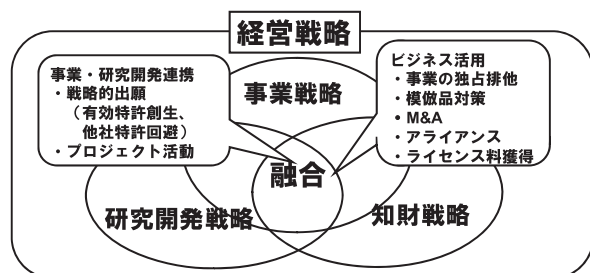 経営戦略
事業・研究開発連携
・戦略的出願
（有効特許創生、
他社特許回避）
・プロジェクト活動
事業戦略
ビジネス活用
・事業の独占排他
・模倣品対策
・M&A
・アライアンス
・ライセンス料獲得
融合
研究開発戦略
知財戦略